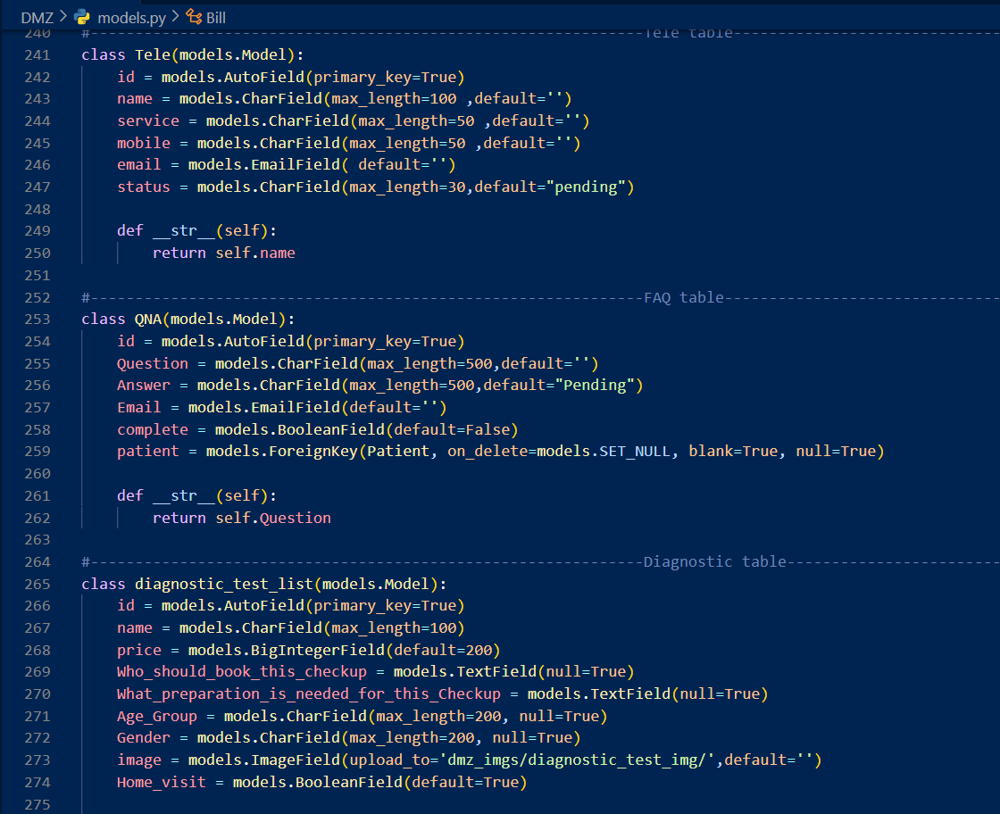 DMZ > models.py > Bill
240 #--------------------------------------------------------------Tele table------------------------------
241 class Tele(models.Model):
242     id = models.AutoField(primary_key=True)
243     name = models.CharField(max_length=100 ,default='')
244     service = models.CharField(max_length=50 ,default='')
245     mobile = models.CharField(max_length=50 ,default='')
246     email = models.EmailField( default='')
247     status = models.CharField(max_length=30,default="pending")
248
249     def __str__(self):
250         return self.name
251
252 #--------------------------------------------------------------FAQ table-------------------------------
253 class QNA(models.Model):
254     id = models.AutoField(primary_key=True)
255     Question = models.CharField(max_length=500,default='')
256     Answer = models.CharField(max_length=500,default="Pending")
257     Email = models.EmailField(default='')
258     complete = models.BooleanField(default=False)
259     patient = models.ForeignKey(Patient, on_delete=models.SET_NULL, blank=True, null=True)
260
261     def __str__(self):
262         return self.Question
263
264 #--------------------------------------------------------------Diagnostic table------------------------
265 class diagnostic_test_list(models.Model):
266     id = models.AutoField(primary_key=True)
267     name = models.CharField(max_length=100)
268     price = models.BigIntegerField(default=200)
269     Who_should_book_this_checkup = models.TextField(null=True)
270     What_preparation_is_needed_for_this_Checkup = models.TextField(null=True)
271     Age_Group = models.CharField(max_length=200, null=True)
272     Gender = models.CharField(max_length=200, null=True)
273     image = models.ImageField(upload_to='dmz_imgs/diagnostic_test_img/',default='')
274     Home_visit = models.BooleanField(default=True)
275